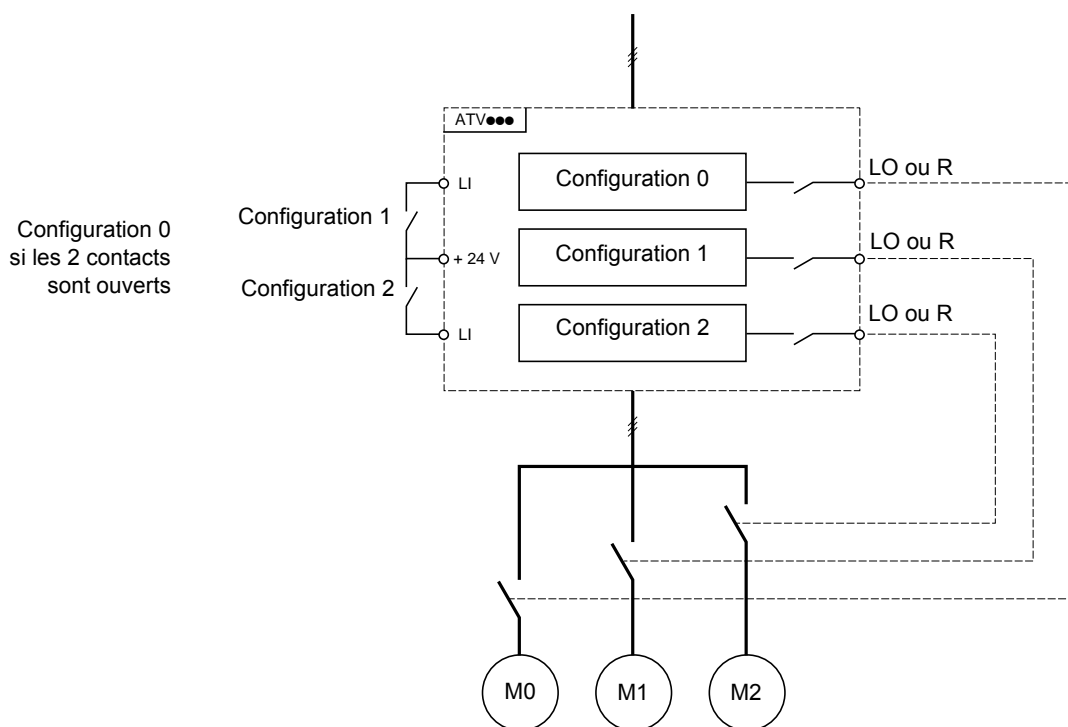 ATV●●●
Configuration 0
LO ou R
LI
Configuration 1
Configuration 0
si les 2 contacts
sont ouverts
+ 24 V
Configuration 1
LO ou R
Configuration 2
LI
Configuration 2
LO ou R
M0
M1
M2